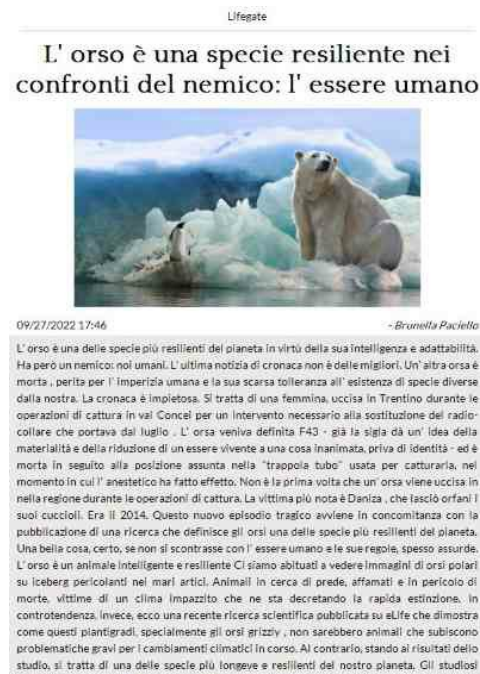 Lifegate
L' orso è una specie resiliente nei
confronti del nemico: l' essere umano
09/27/2022 17:46
- Brunella Paciello
L' orso è una delle specie più resilienti del pianeta in virtù della sua intelligenza e adattabilità.
Ha però un nemico: noi umani. L' ultima notizia di cronaca non è delle migliori. Un' altra orsa è
morta , perita per l' imperizia umana e la sua scarsa tolleranza all' esistenza di specie diverse
dalla nostra. La cronaca è impietosa. Si tratta di una femmina, uccisa in Trentino durante le
operazioni di cattura in val Concei per un intervento necessario alla sostituzione del radio-
collare che portava dal luglio . L' orsa veniva definita F43 - già la sigla dà un' idea della
materialità e della riduzione di un essere vivente a una cosa inanimata, priva di identità - ed è
morta in seguito alla posizione assunta nella "trappola tubo" usata per catturarla, nel
momento in cui l' anestetico ha fatto effetto. Non è la prima volta che un' orsa viene uccisa in
nella regione durante le operazioni di cattura. La vittima più nota è Daniza , che lasciò orfani i
suoi cuccioli. Era il 2014. Questo nuovo episodio tragico avviene in concomitanza con la
pubblicazione di una ricerca che definisce gli orsi una delle specie più resilienti del pianeta.
Una bella cosa, certo, se non si scontrasse con l' essere umano e le sue regole, spesso assurde.
L' orso è un animale intelligente e resiliente Ci siamo abituati a vedere immagini di orsi polari
su iceberg pericolanti nei mari artici. Animali in cerca di prede, affamati e in pericolo di
morte, vittime di un clima impazzito che ne sta decretando la rapida estinzione. In
controtendenza, invece, ecco una recente ricerca scientifica pubblicata su eLife che dimostra
come questi plantigradi, specialmente gli orsi grizzly , non sarebbero animali che subiscono
problematiche gravi per i cambiamenti climatici in corso. Al contrario, stando ai risultati dello
studio, si tratta di una delle specie più longeve e resilienti del nostro pianeta. Gli studiosi